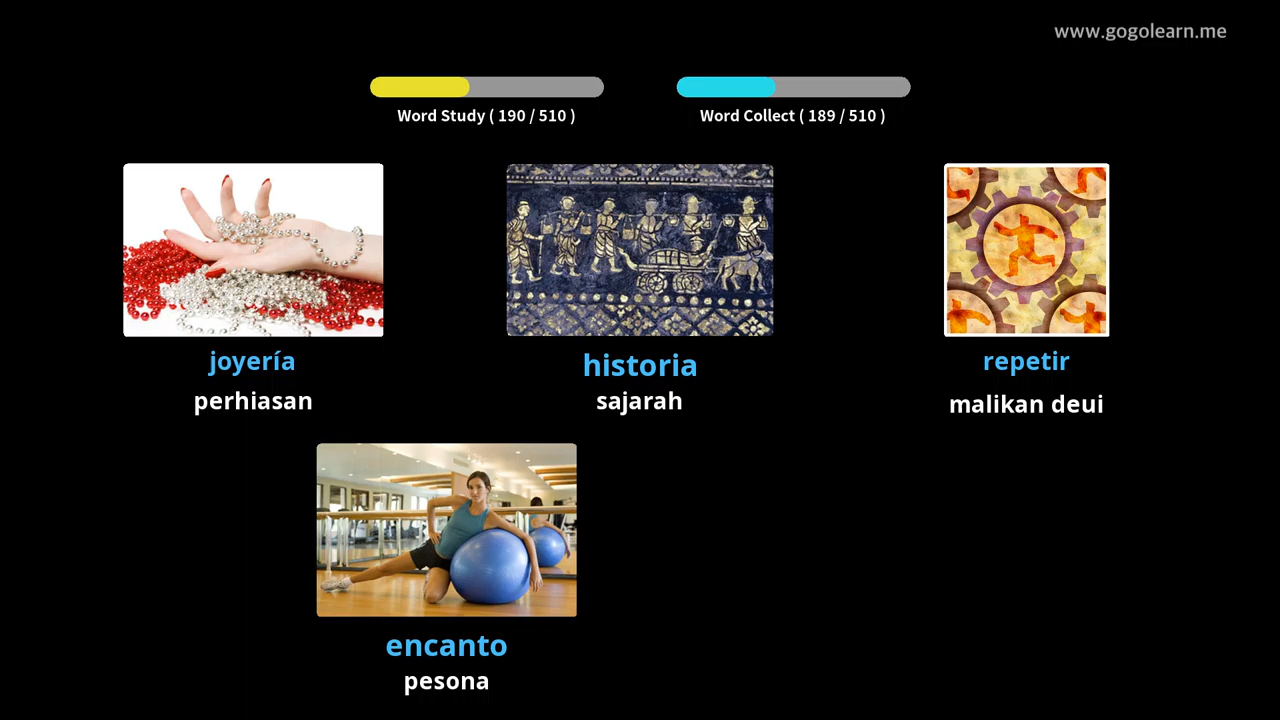 www.gogolearn.me
Word Study ( 190 / 510 )
Word Collect ( 189 / 510 )
joyería
perhiasan
historia
sajarah
repetir
malikan deui
encanto
pesona